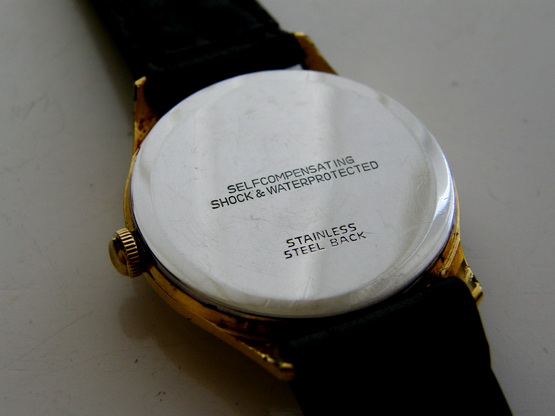 SELFCOMPENSATING
SHOCK & WATERPROTECTED
STAINLESS
STEEL BACK